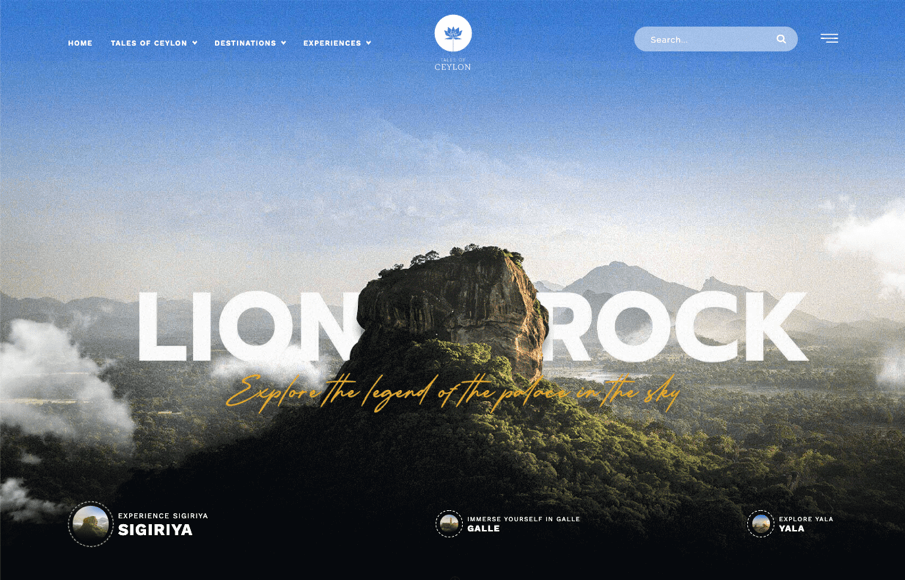 HOME
TALES OF CEYLON
DESTINATIONS
EXPERIENCES
TALES OF
CEYLON
Search...
LION ROCK
Explore the legend of the palace in the sky
EXPERIENCE SIGIRIYA
SIGIRIYA
IMMERSE YOURSELF IN GALLE
GALLE
EXPLORE YALA
YALA